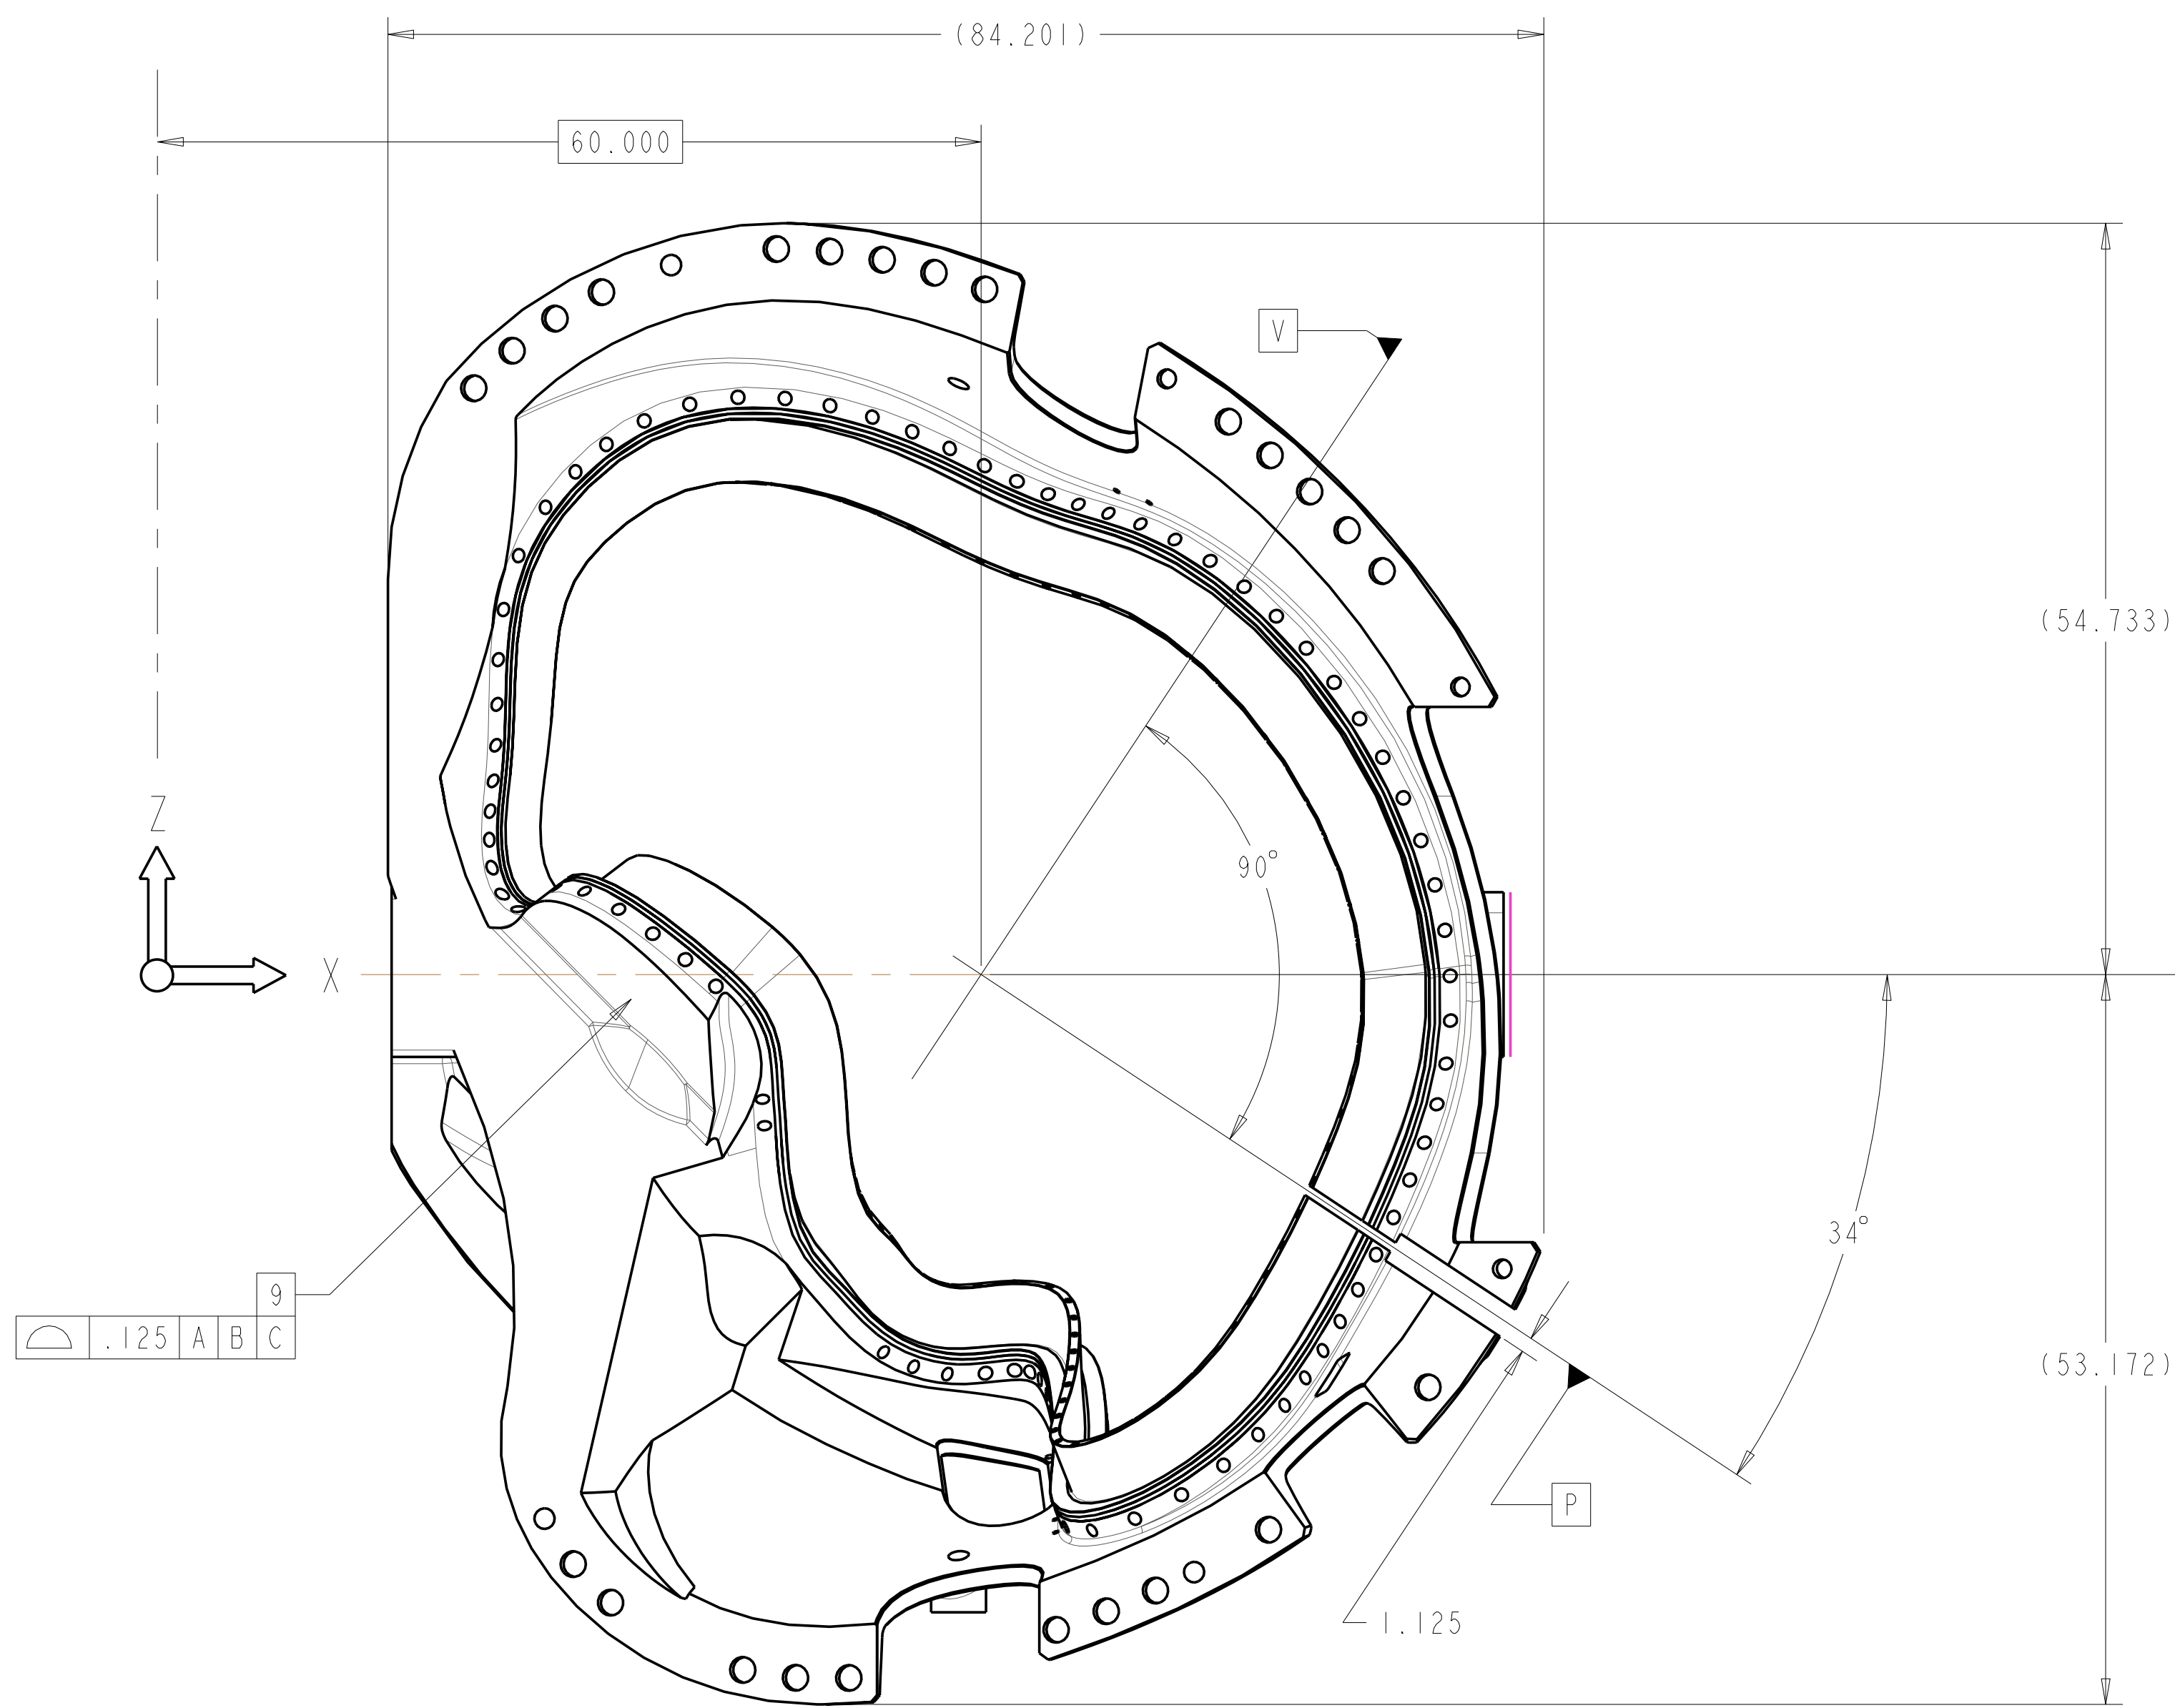 (84.201)
60.000
V
(54.733)
Z
90°
X
34°
9
.125 A B C
(53.172)
P
1.125